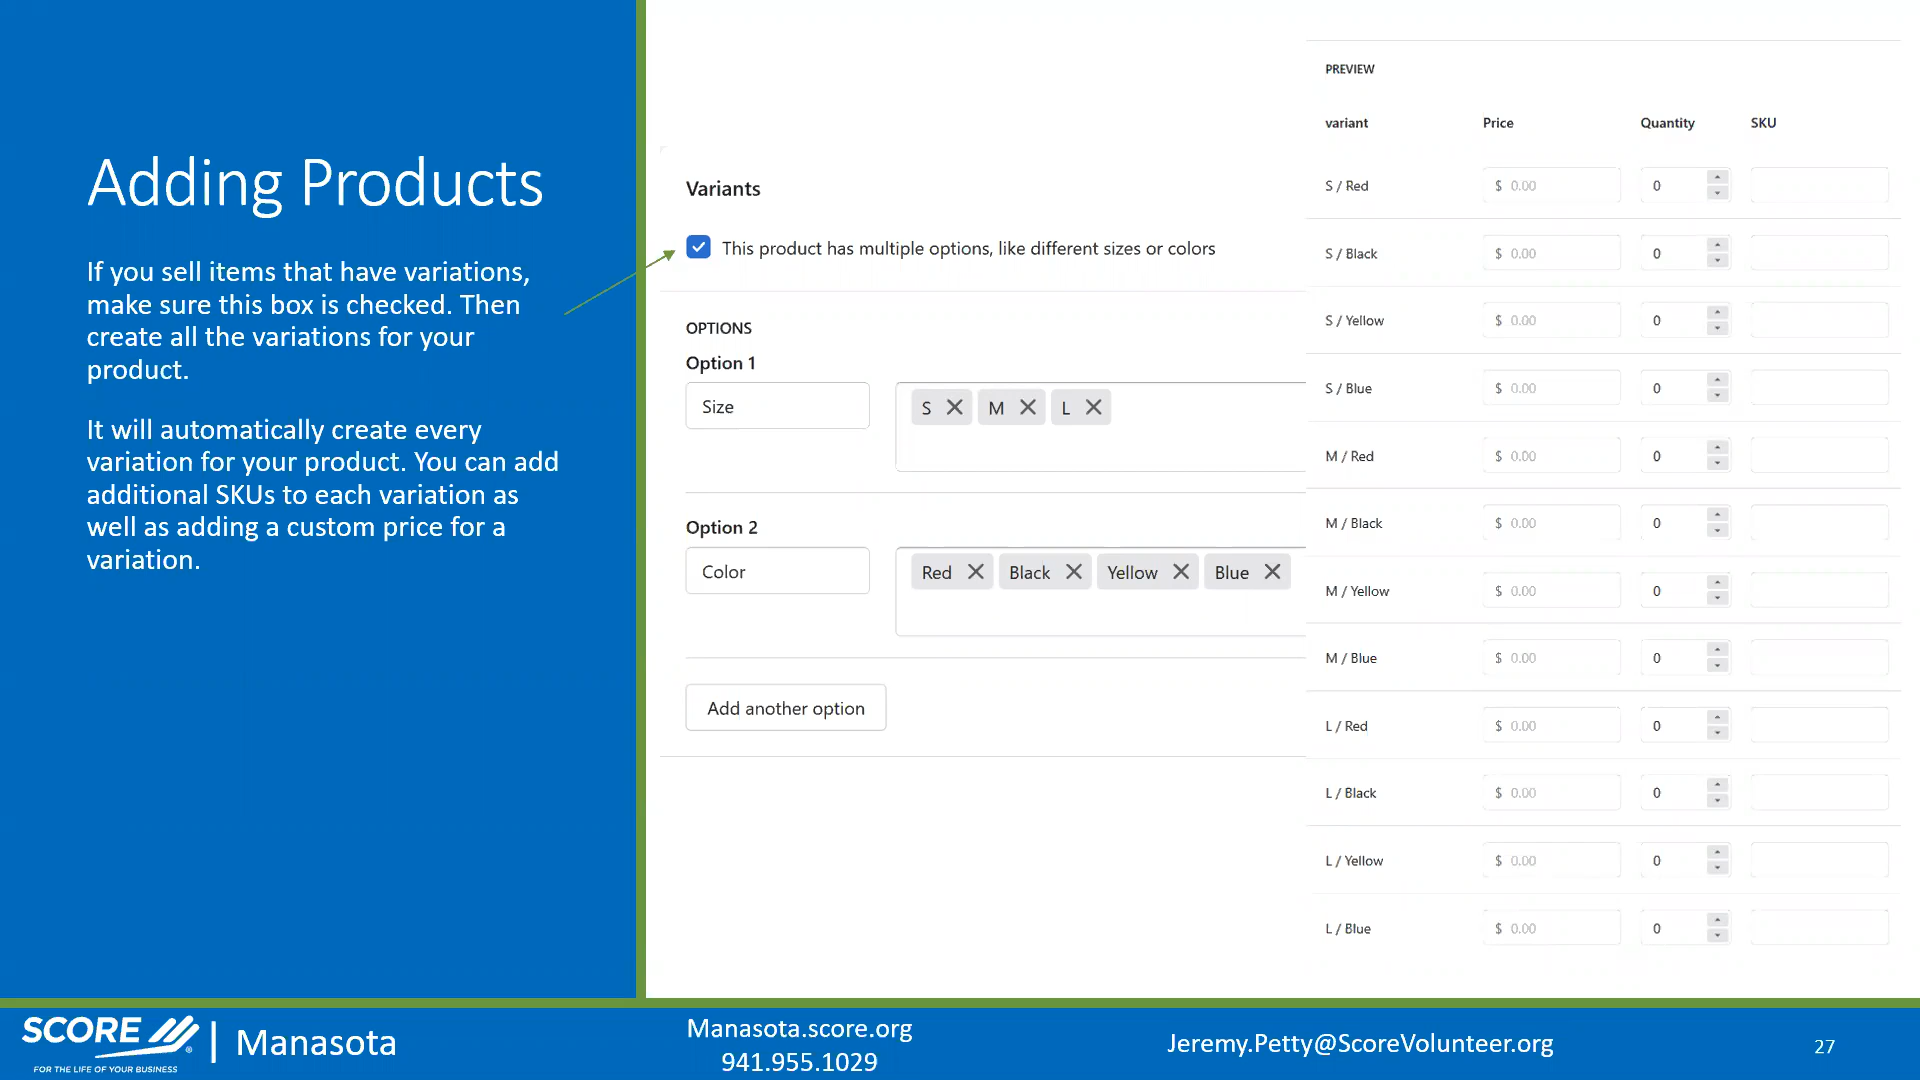 Adding Products
If you sell items that have variations,
make sure this box is checked. Then
create all the variations for your
product.
It will automatically create every
variation for your product. You can add
additional SKUs to each variation as
well as adding a custom price for a
variation.
Variants
This product has multiple options, like different sizes or colors
OPTIONS
Option 1
Size
S M L
Option 2
Color
Red Black Yellow Blue
Add another option
PREVIEW
variant Price Quantity SKU
S / Red $ 0.00 0
S / Black $ 0.00 0
S / Yellow $ 0.00 0
S / Blue $ 0.00 0
M / Red $ 0.00 0
M / Black $ 0.00 0
M / Yellow $ 0.00 0
M / Blue $ 0.00 0
L / Red $ 0.00 0
L / Black $ 0.00 0
L / Yellow $ 0.00 0
L / Blue $ 0.00 0
SCORE ® | Manasota
FOR THE LIFE OF YOUR BUSINESS
Manasota.score.org
941.955.1029
Jeremy.Petty@ScoreVolunteer.org
27